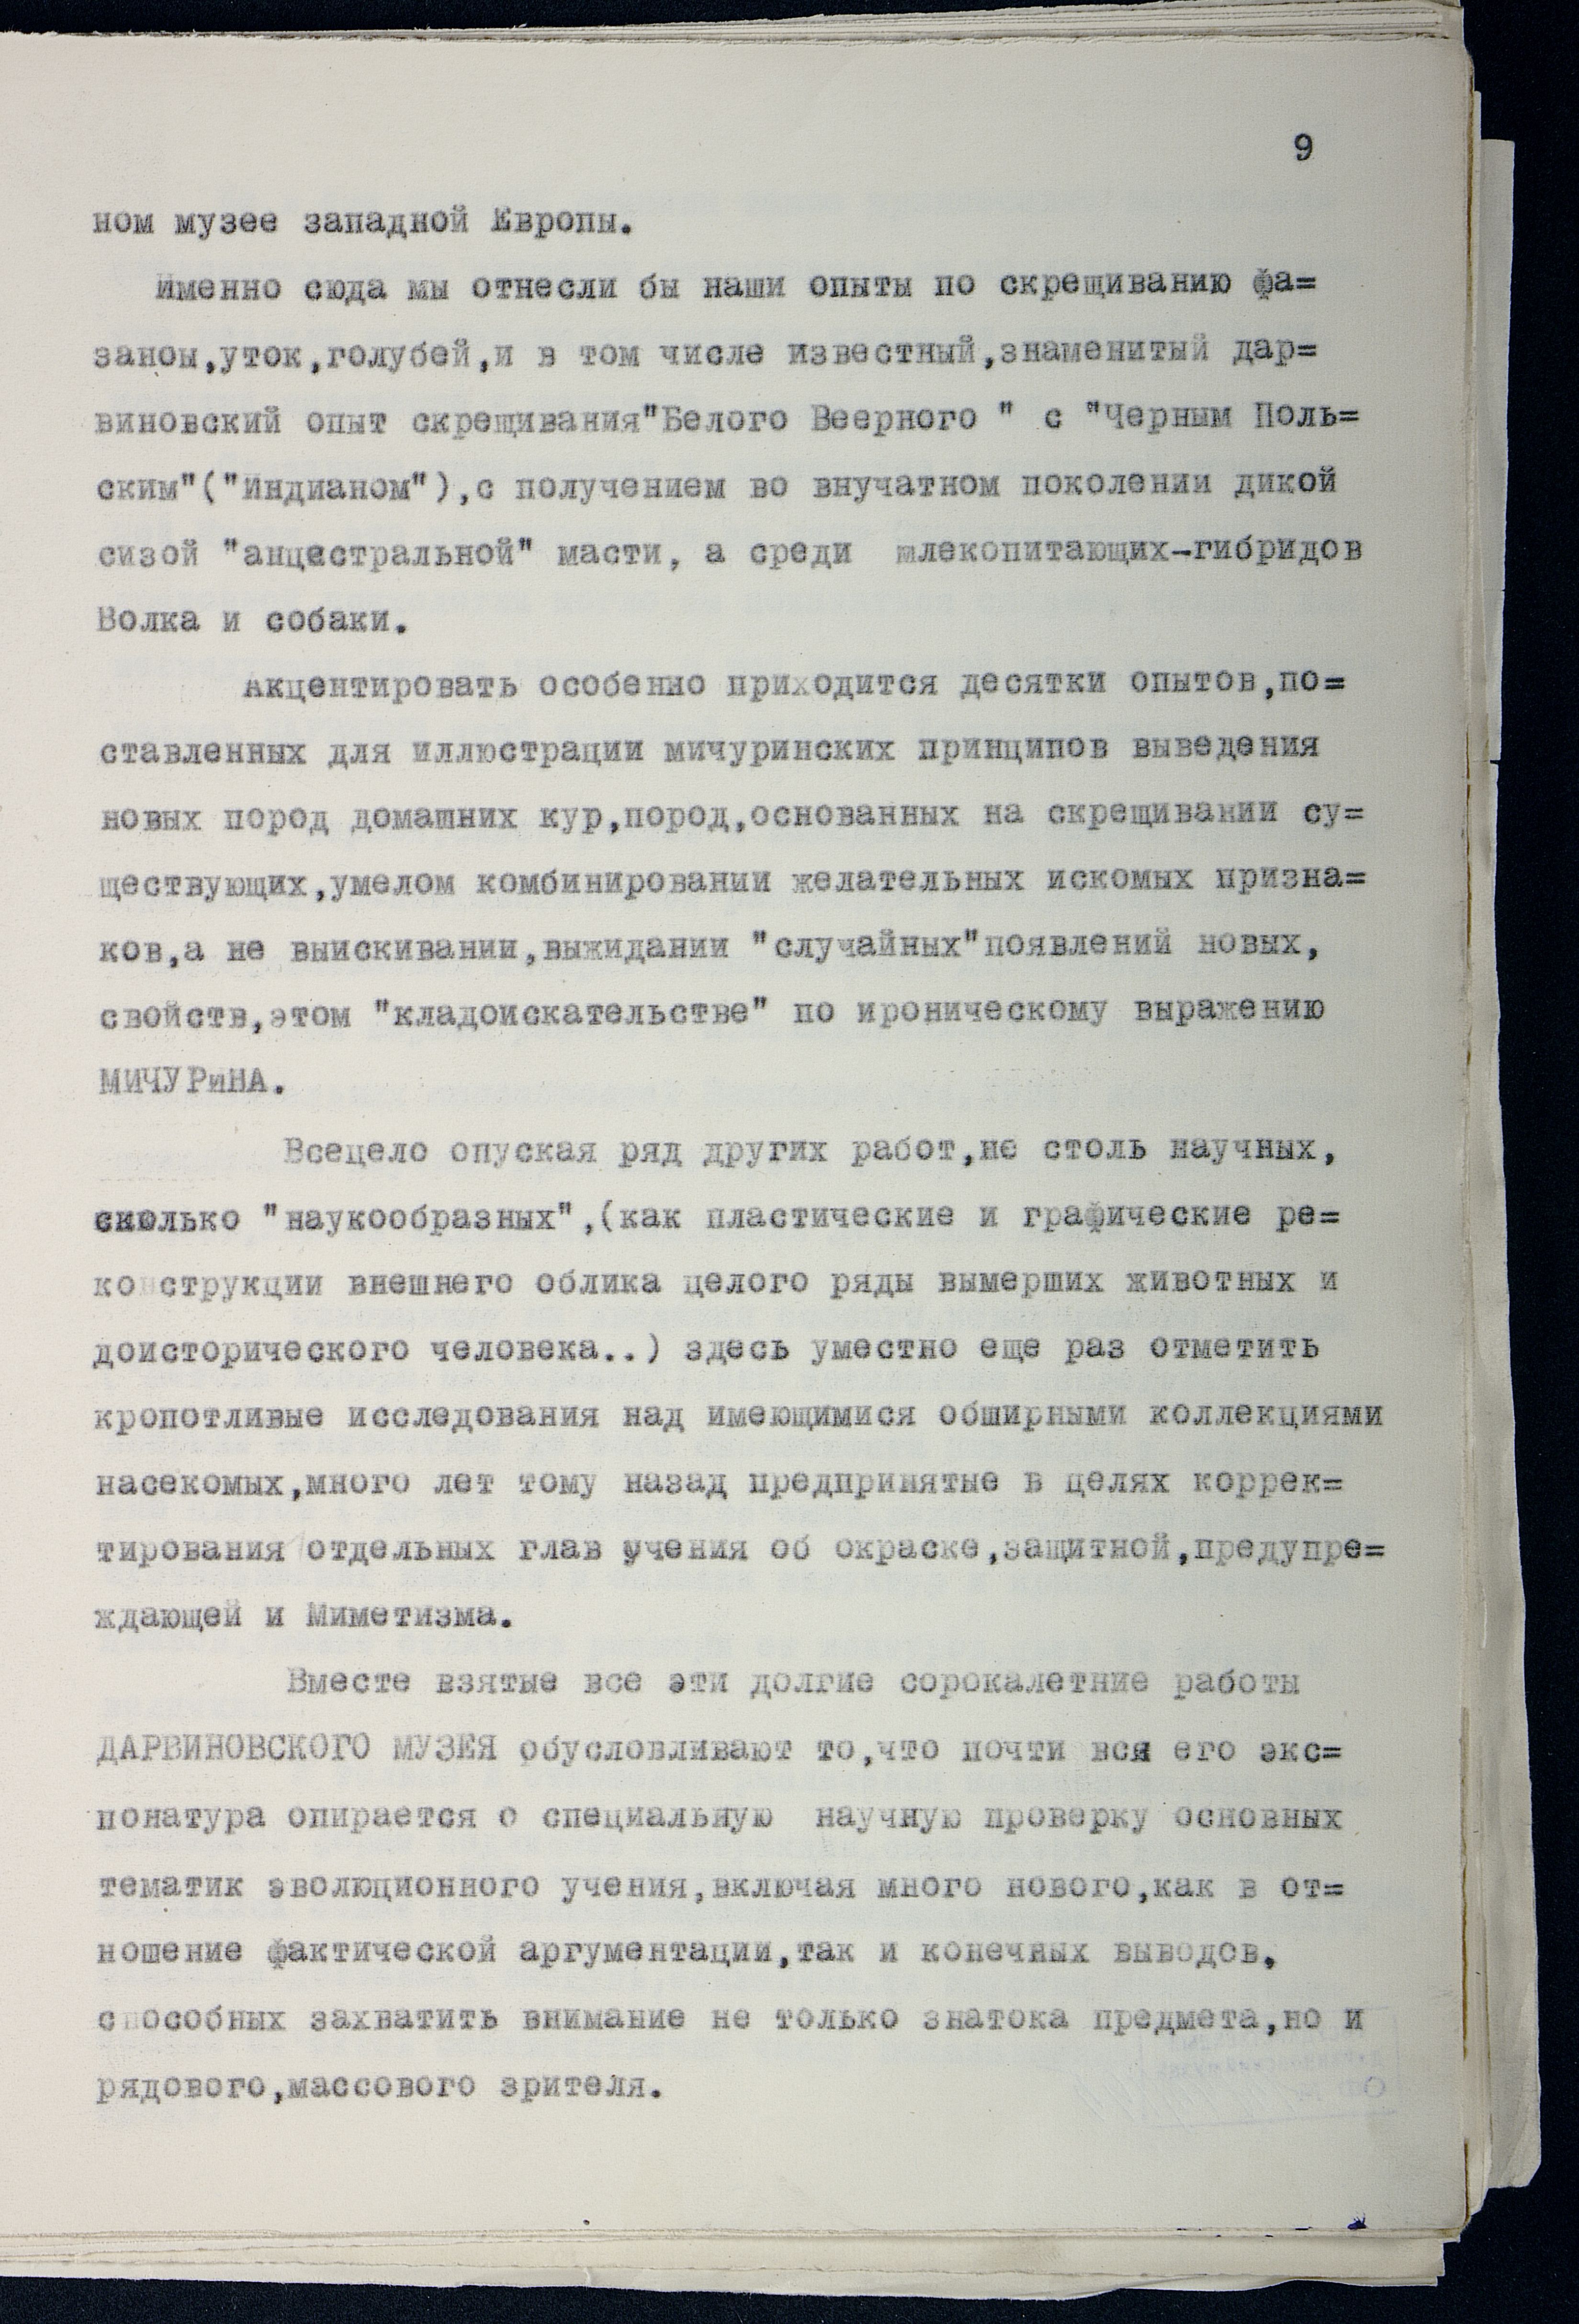 9
ном музее западной Европы.
Именно сюда мы отнесли бы наши опыты по скрещиванию фа=
заном,уток,голубей,и в том числе известный,знаменитый дар=
виновский опыт скрещивания"Белого Веерного " с "Черным Поль=
ским"("Индианом"),с получением во внучатном поколении дикой
сизой "анцестральной" масти, а среди млекопитающих-гибридов
Волка и собаки.
Акцентировать особенно приходится десятки опытов,по=
ставленных для иллюстрации мичуринских принципов выведения
новых пород домашних кур,пород,основанных на скрещивании су=
ществующих,умелом комбинировании желательных искомых призна=
ков,а не выискивании,выжидании "случайных"появлений новых,
свойств,этом "кладоискательстве" по ироническому выражению
МИЧУРиНА.
Всецело опуская ряд других работ,не столь научных,
сколько "наукообразных",(как пластические и графические ре=
конструкции внешнего облика целого ряды вымерших животных и
доисторического человека..) здесь уместно еще раз отметить
кропотливые исследования над имеющимися обширными коллекциями
насекомых,много лет тому назад предпринятые в целях коррек=
тирования отдельных глав учения об окраске,защитной,предупре=
ждающей и Миметизма.
Вместе взятые все эти долгие сорокалетние работы
ДАРВИНОВСКОГО МУЗЕЯ обусловливают то,что почти вся его экс=
понатура опирается о специальную научную проверку основных
тематик эволюционного учения,включая много нового,как в от=
ношение фактической аргументации,так и конечных выводов,
способных захватить внимание не только знатока предмета,но и
рядового,массового зрителя.